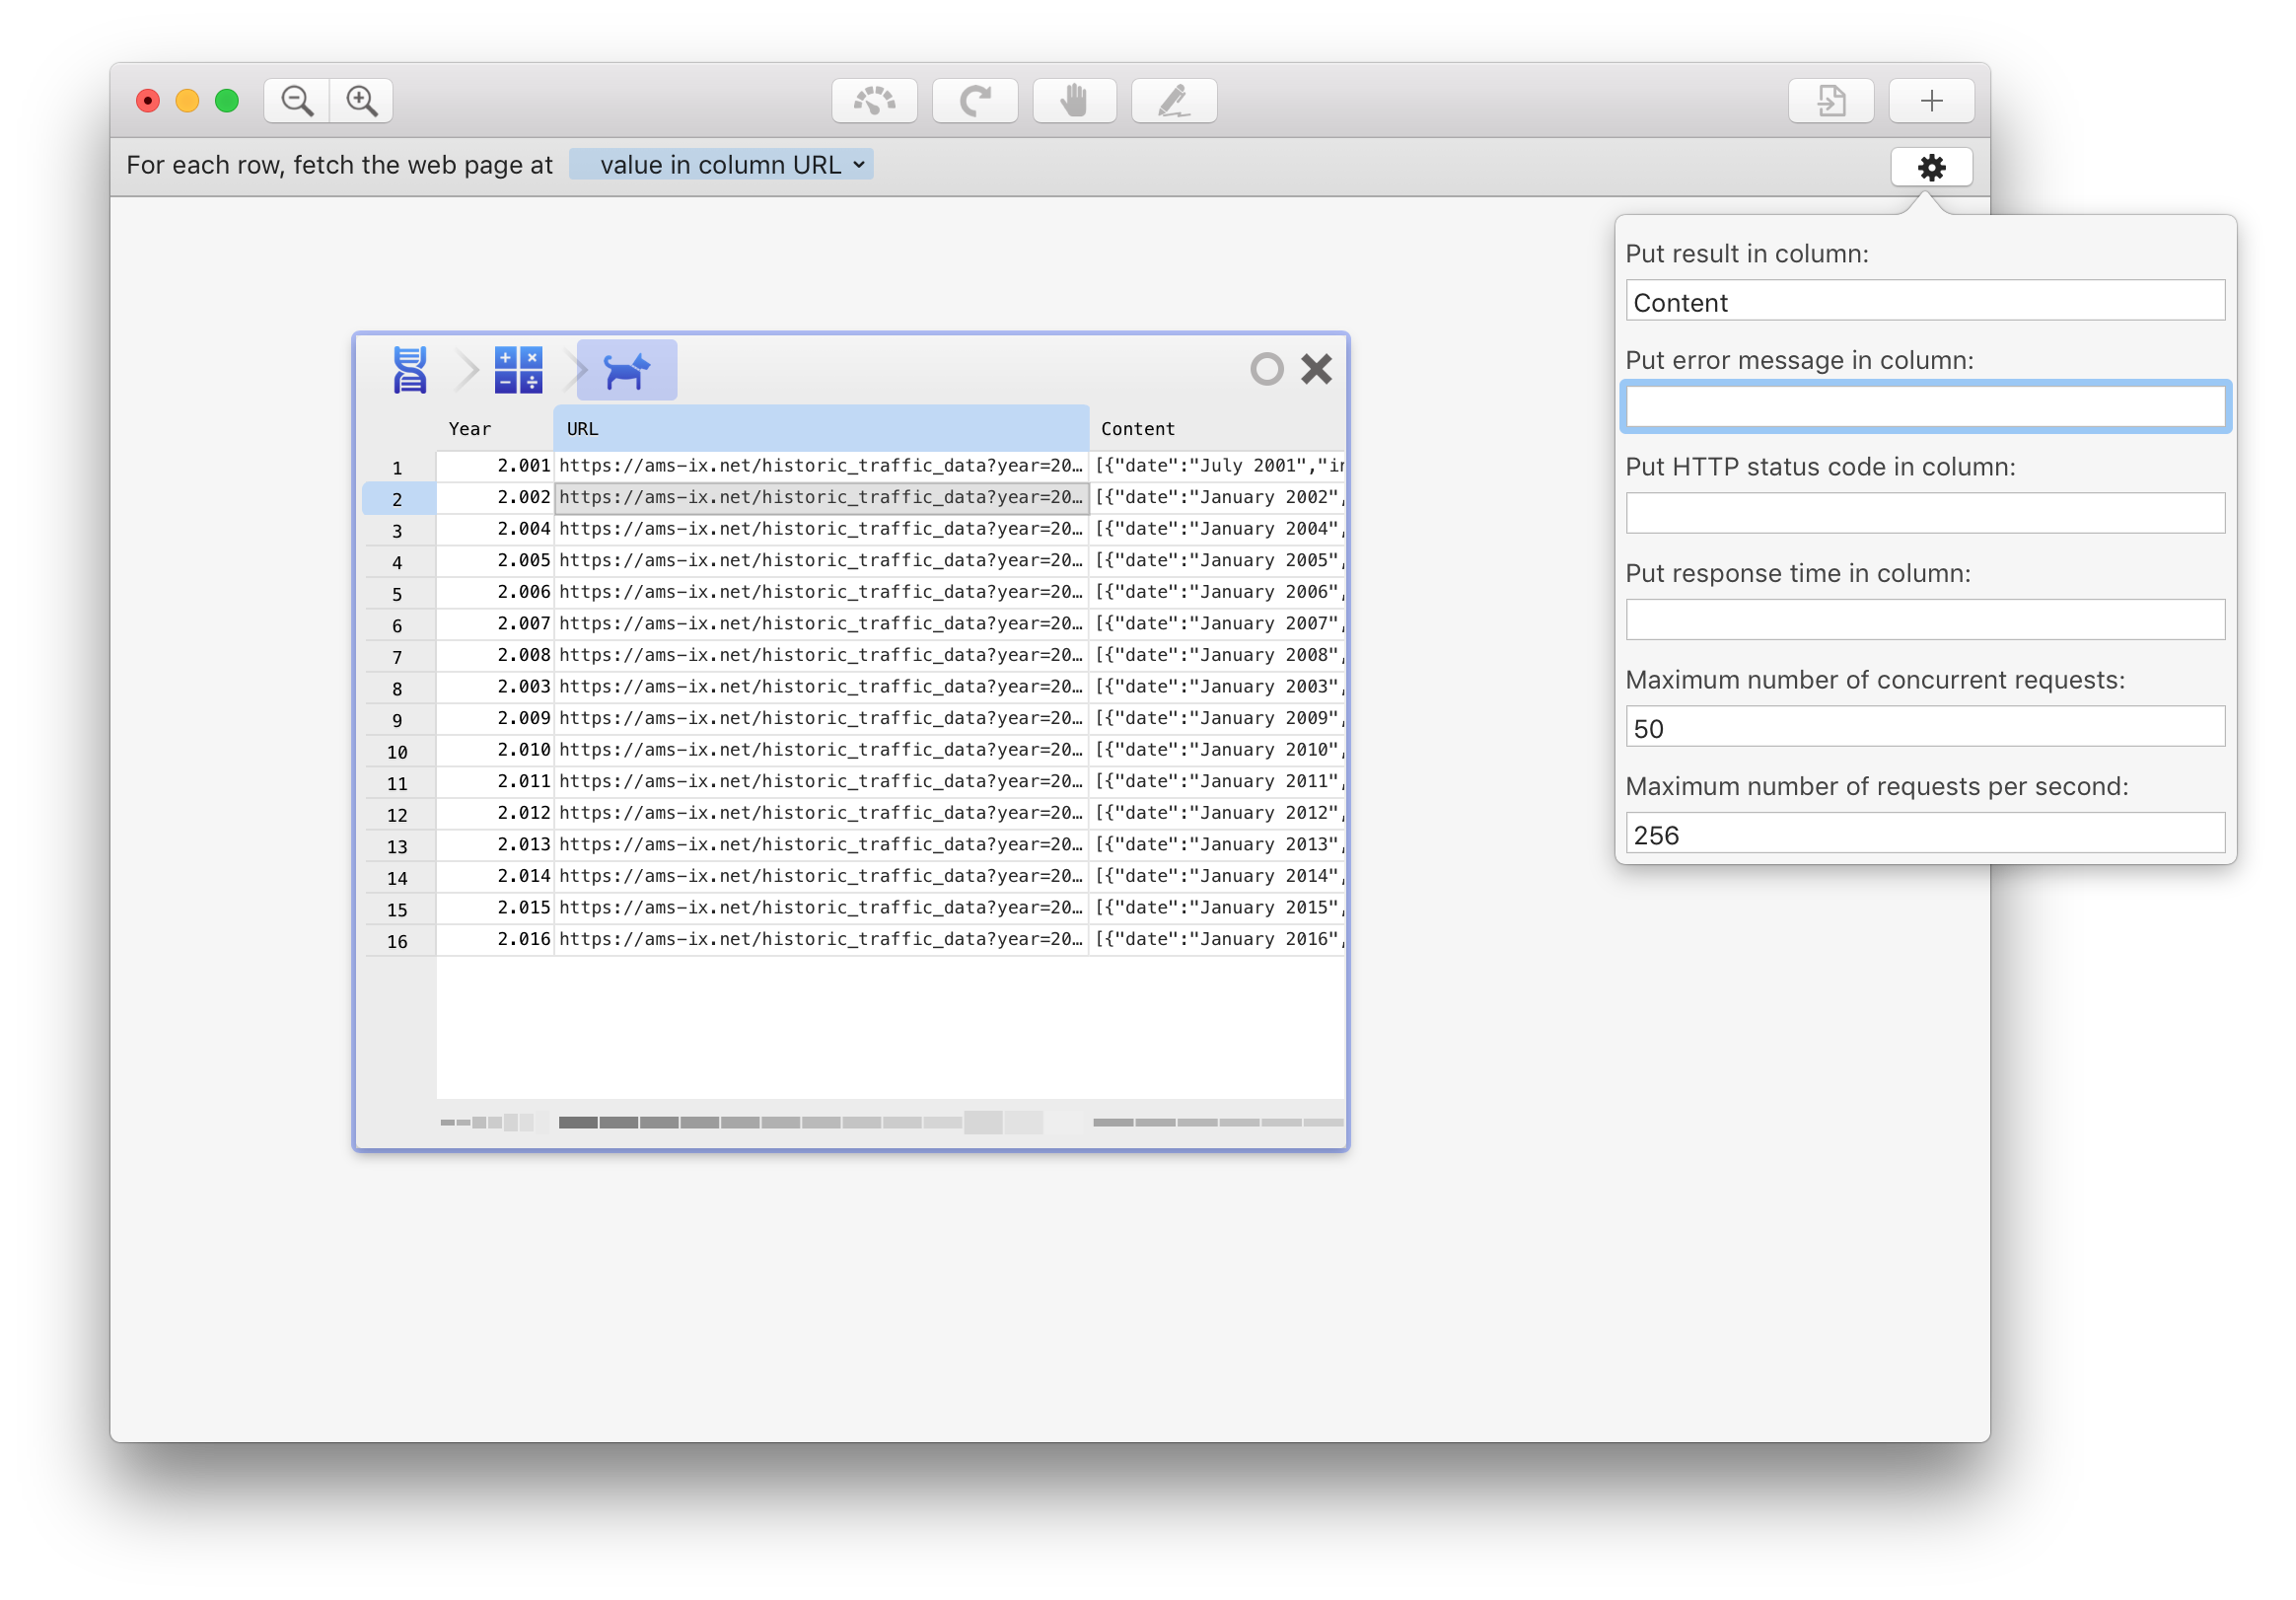 For each row, fetch the web page at value in column URL
Put result in column:
Content
Put error message in column:
Put HTTP status code in column:
Put response time in column:
Maximum number of concurrent requests:
50
Maximum number of requests per second:
256
Year URL Content
1 2.001 https://ams-ix.net/historic_traffic_data?year=20… [{"date":"July 2001","in
2 2.002 https://ams-ix.net/historic_traffic_data?year=20… [{"date":"January 2002",
3 2.004 https://ams-ix.net/historic_traffic_data?year=20… [{"date":"January 2004",
4 2.005 https://ams-ix.net/historic_traffic_data?year=20… [{"date":"January 2005",
5 2.006 https://ams-ix.net/historic_traffic_data?year=20… [{"date":"January 2006",
6 2.007 https://ams-ix.net/historic_traffic_data?year=20… [{"date":"January 2007",
7 2.008 https://ams-ix.net/historic_traffic_data?year=20… [{"date":"January 2008",
8 2.003 https://ams-ix.net/historic_traffic_data?year=20… [{"date":"January 2003",
9 2.009 https://ams-ix.net/historic_traffic_data?year=20… [{"date":"January 2009",
10 2.010 https://ams-ix.net/historic_traffic_data?year=20… [{"date":"January 2010",
11 2.011 https://ams-ix.net/historic_traffic_data?year=20… [{"date":"January 2011",
12 2.012 https://ams-ix.net/historic_traffic_data?year=20… [{"date":"January 2012",
13 2.013 https://ams-ix.net/historic_traffic_data?year=20… [{"date":"January 2013",
14 2.014 https://ams-ix.net/historic_traffic_data?year=20… [{"date":"January 2014",
15 2.015 https://ams-ix.net/historic_traffic_data?year=20… [{"date":"January 2015",
16 2.016 https://ams-ix.net/historic_traffic_data?year=20… [{"date":"January 2016",